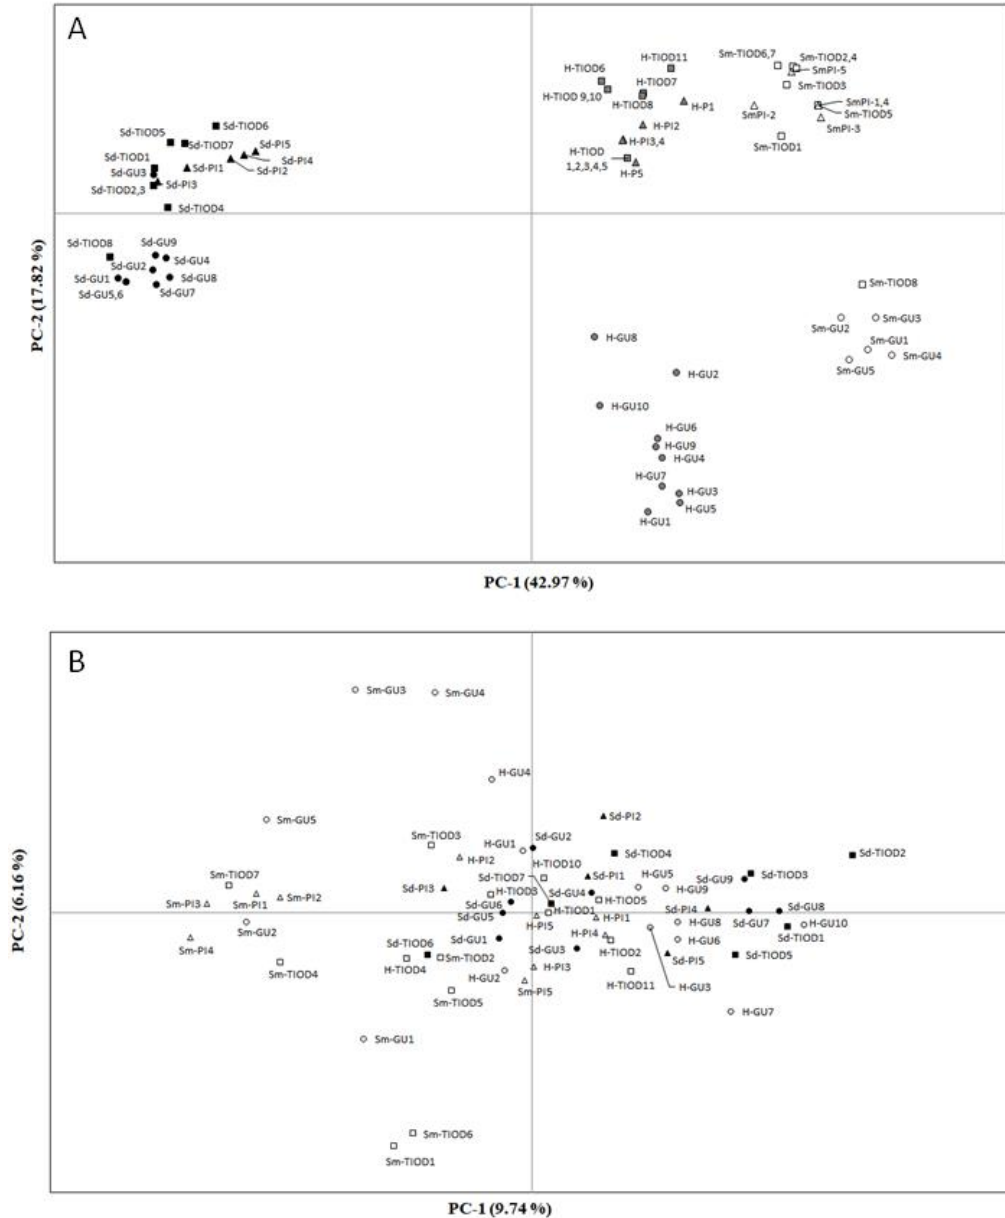 A
H-TIOD11
Sm-TIOD6,7
Sm-TIOD2,4
H-TIOD6
SmPI-5
H-TIOD7
Sm-TIOD3
H-TIOD 9,10
H-TIOD8
H-P1
SmPI-1,4
SmPI-2
Sm-TIOD5
Sd-TIOD6
H-PI2
SmPI-3
Sd-TIOD5
H-PI3,4
Sm-TIOD1
Sd-TIOD7
Sd-PI5
H-TIOD
Sd-TIOD1
Sd-PI4
1,2,3,4,5
H-P5
Sd-PI1
Sd-PI2
Sd-GU3
Sd-PI3
Sd-TIOD2,3
Sd-TIOD4
Sd-TIOD8
Sd-GU9
Sd-GU4
Sd-GU2
Sd-GU1
Sd-GU8
Sd-GU5,6
Sd-GU7
Sm-TIOD8
Sm-GU3
Sm-GU2
H-GU8
Sm-GU1
Sm-GU4
Sm-GU5
H-GU2
H-GU10
H-GU6
H-GU9
H-GU4
H-GU7
H-GU3
H-GU5
H-GU1
PC-2 (17.82 %)
PC-1 (42.97 %)
B
Sm-GU3
Sm-GU4
H-GU4
Sd-PI2
Sm-GU5
Sm-TIOD3
H-GU1
Sd-GU2
Sd-TIOD4
Sd-TIOD2
H-PI2
H-TIOD10
Sm-TIOD7
Sd-TIOD7
Sd-PI1
H-GU5
Sd-TIOD3
Sd-PI3
H-TIOD3
Sd-GU4
H-GU9
Sd-GU9
Sm-PI3
Sm-PI1
Sm-PI2
Sd-GU6
H-TIOD5
Sd-PI4
Sd-GU8
Sm-GU2
Sd-GU5
H-TIOD1
H-PI1
H-GU8
Sd-GU7
H-GU10
H-PI5
Sm-PI4
Sd-GU1
H-PI4
H-GU6
Sd-TIOD1
Sd-TIOD6
Sd-GU3
H-TIOD2
Sm-TIOD4
H-TIOD4
Sm-TIOD2
Sd-PI5
Sd-TIOD5
H-GU2
H-PI3
H-TIOD11
H-GU3
Sm-TIOD5
Sm-PI5
H-GU7
Sm-GU1
Sm-TIOD6
Sm-TIOD1
PC-2 (6.16 %)
PC-1 (9.74 %)